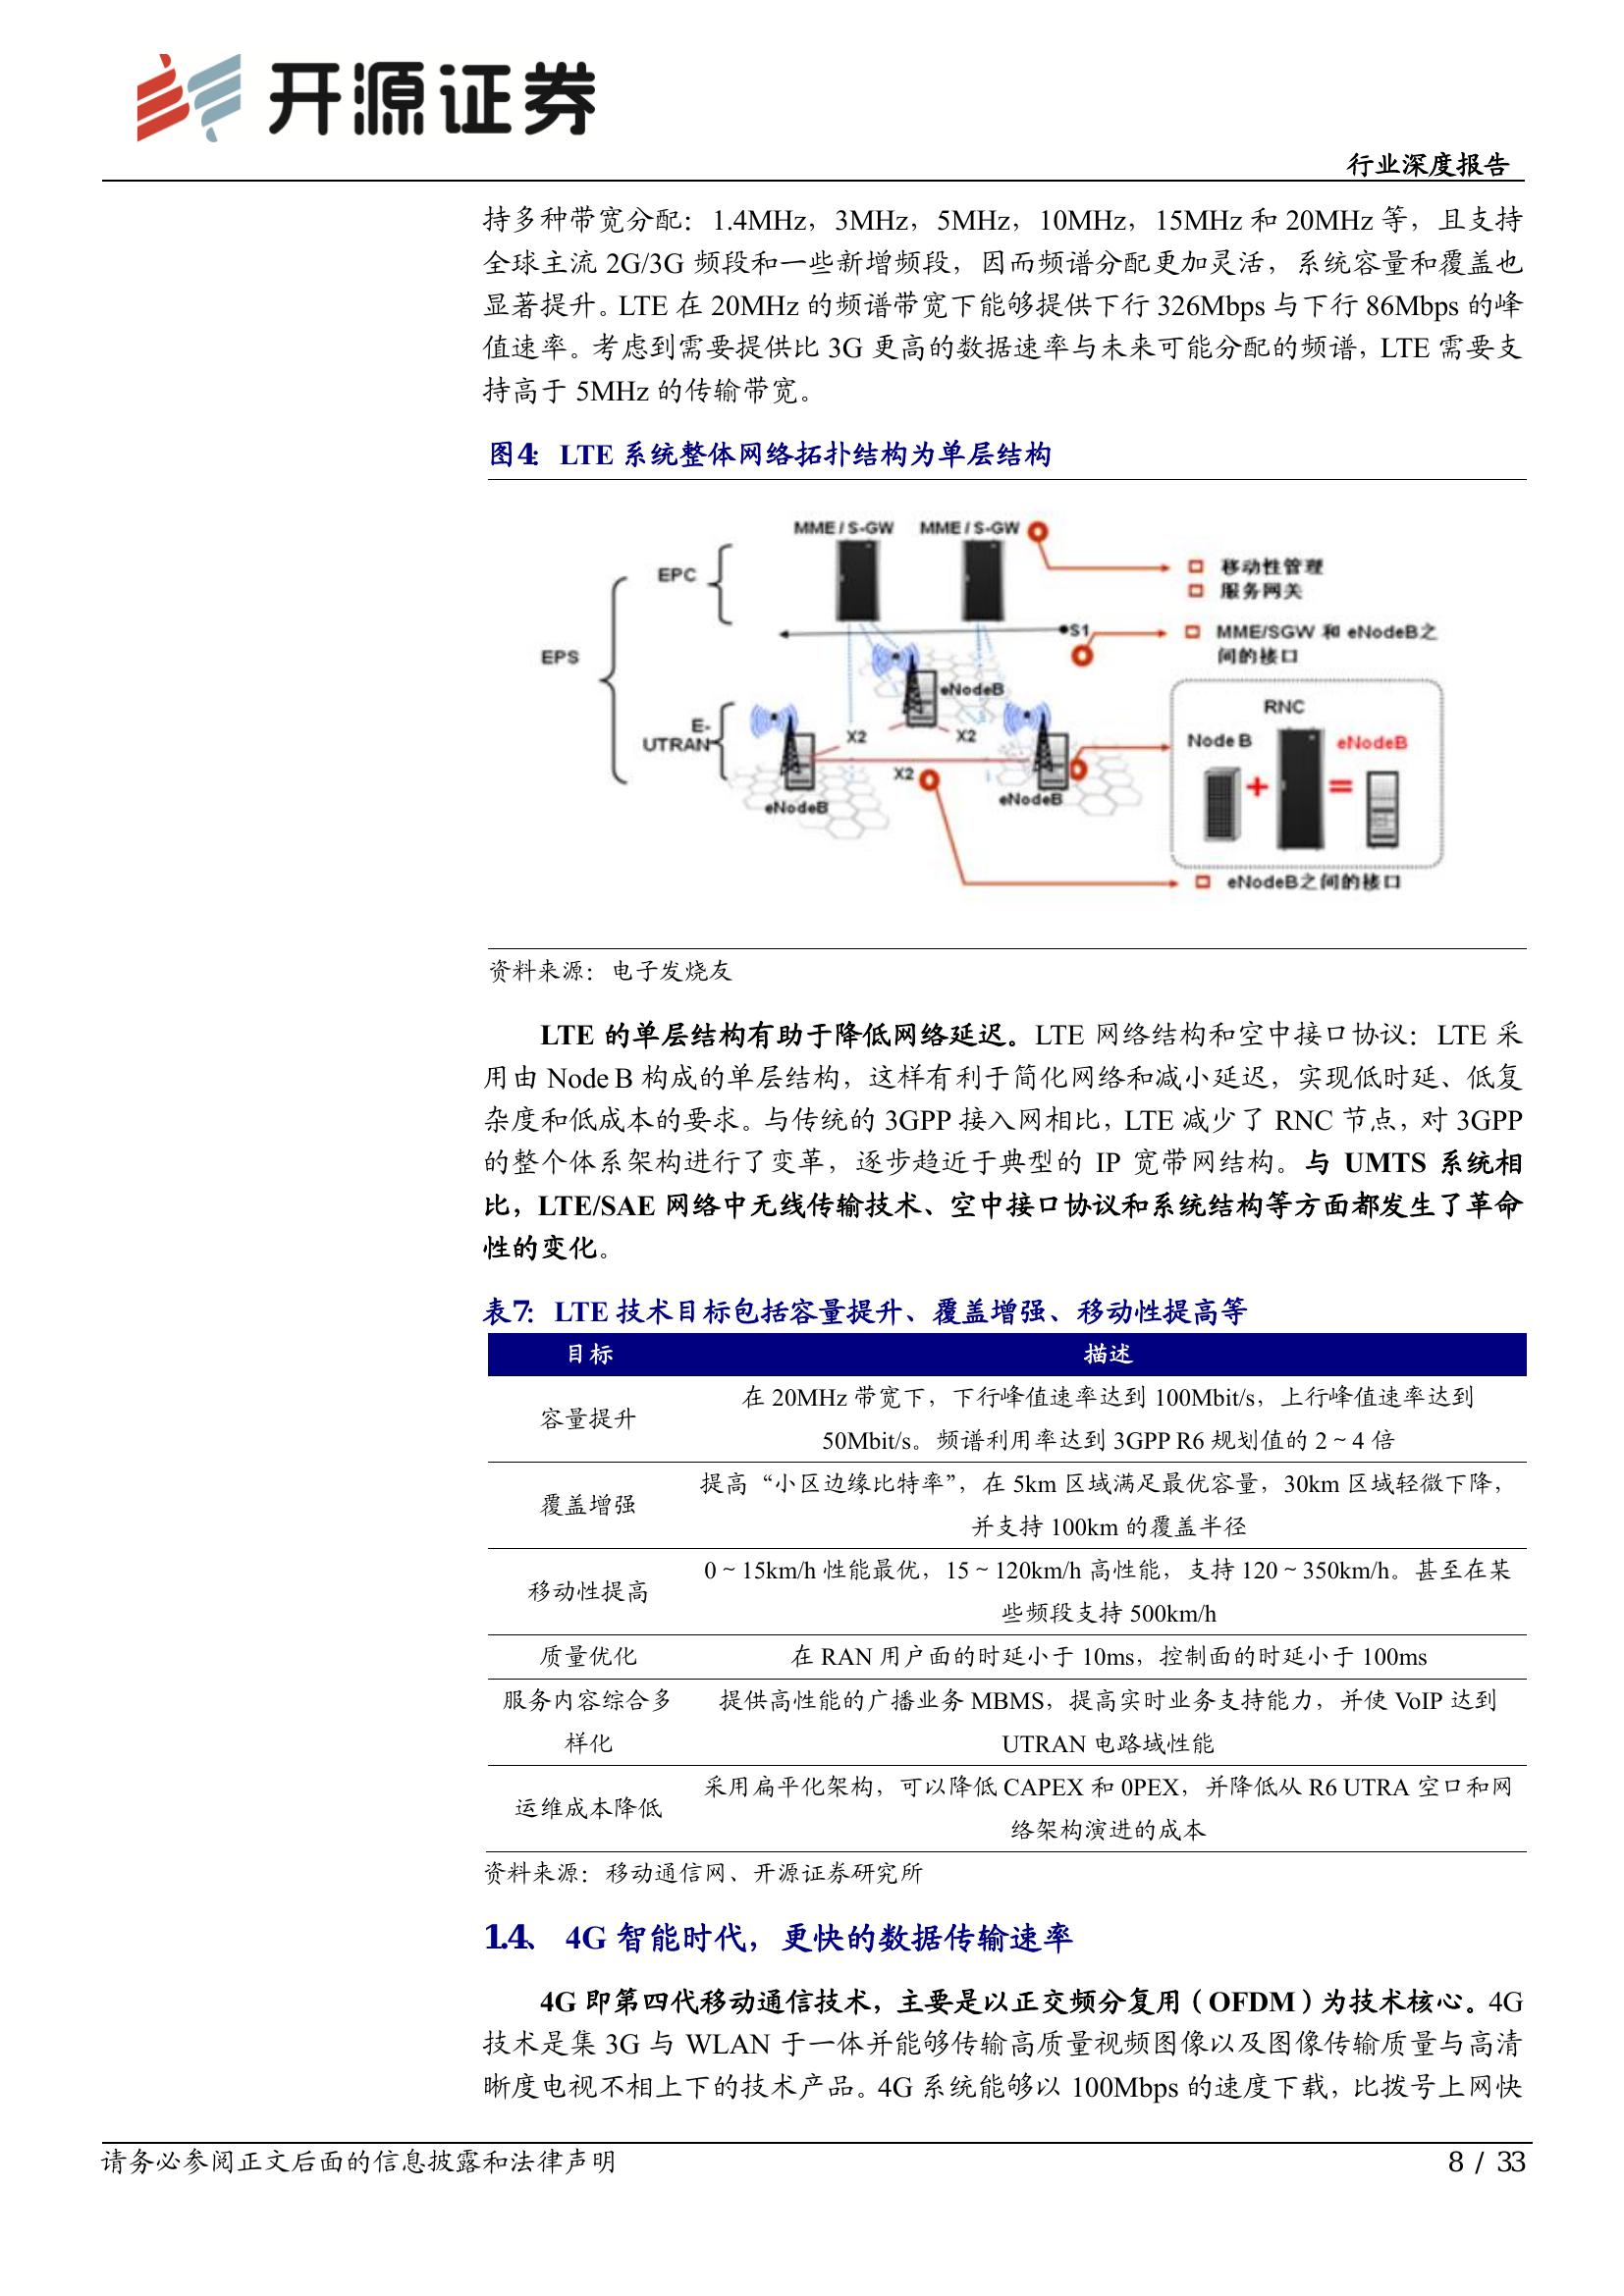 开源证券
行业深度报告
持多种带宽分配：1.4MHz，3MHz，5MHz，10MHz，15MHz 和 20MHz 等，且支持
全球主流 2G/3G 频段和一些新增频段，因而频谱分配更加灵活，系统容量和覆盖也
显著提升。LTE 在 20MHz 的频谱带宽下能够提供下行 326Mbps 与下行 86Mbps 的峰
值速率。考虑到需要提供比 3G 更高的数据速率与未来可能分配的频谱，LTE 需要支
持高于 5MHz 的传输带宽。
图4： LTE 系统整体网络拓扑结构为单层结构
MME / S-GW MME / S-GW
EPC
移动性管理
服务网关
S1
MME/SGW 和 eNodeB之
间的接口
EPS
eNodeB
RNC
E-
UTRAN
X2
X2
Node B
eNodeB
+
=
X2
eNodeB
eNodeB
eNodeB之间的接口
资料来源：电子发烧友
LTE 的单层结构有助于降低网络延迟。LTE 网络结构和空中接口协议：LTE 采
用由 Node B 构成的单层结构，这样有利于简化网络和减小延迟，实现低时延、低复
杂度和低成本的要求。与传统的 3GPP 接入网相比，LTE 减少了 RNC 节点，对 3GPP
的整个体系架构进行了变革，逐步趋近于典型的 IP 宽带网结构。与 UMTS 系统相
比，LTE/SAE 网络中无线传输技术、空中接口协议和系统结构等方面都发生了革命
性的变化。
表7： LTE 技术目标包括容量提升、覆盖增强、移动性提高等
目标 描述
容量提升
在 20MHz 带宽下，下行峰值速率达到 100Mbit/s，上行峰值速率达到
50Mbit/s。频谱利用率达到 3GPP R6 规划值的 2～4 倍
覆盖增强
提高“小区边缘比特率”，在 5km 区域满足最优容量，30km 区域轻微下降，
并支持 100km 的覆盖半径
移动性提高
0～15km/h 性能最优，15～120km/h 高性能，支持 120～350km/h。甚至在某
些频段支持 500km/h
质量优化 在 RAN 用户面的时延小于 10ms，控制面的时延小于 100ms
服务内容综合多
样化
提供高性能的广播业务 MBMS，提高实时业务支持能力，并使 VoIP 达到
UTRAN 电路域性能
运维成本降低
采用扁平化架构，可以降低 CAPEX 和 0PEX，并降低从 R6 UTRA 空口和网
络架构演进的成本
资料来源：移动通信网、开源证券研究所
1.4、 4G 智能时代，更快的数据传输速率
4G 即第四代移动通信技术，主要是以正交频分复用（OFDM）为技术核心。4G
技术是集 3G 与 WLAN 于一体并能够传输高质量视频图像以及图像传输质量与高清
晰度电视不相上下的技术产品。4G 系统能够以 100Mbps 的速度下载，比拨号上网快
请务必参阅正文后面的信息披露和法律声明 8 / 33